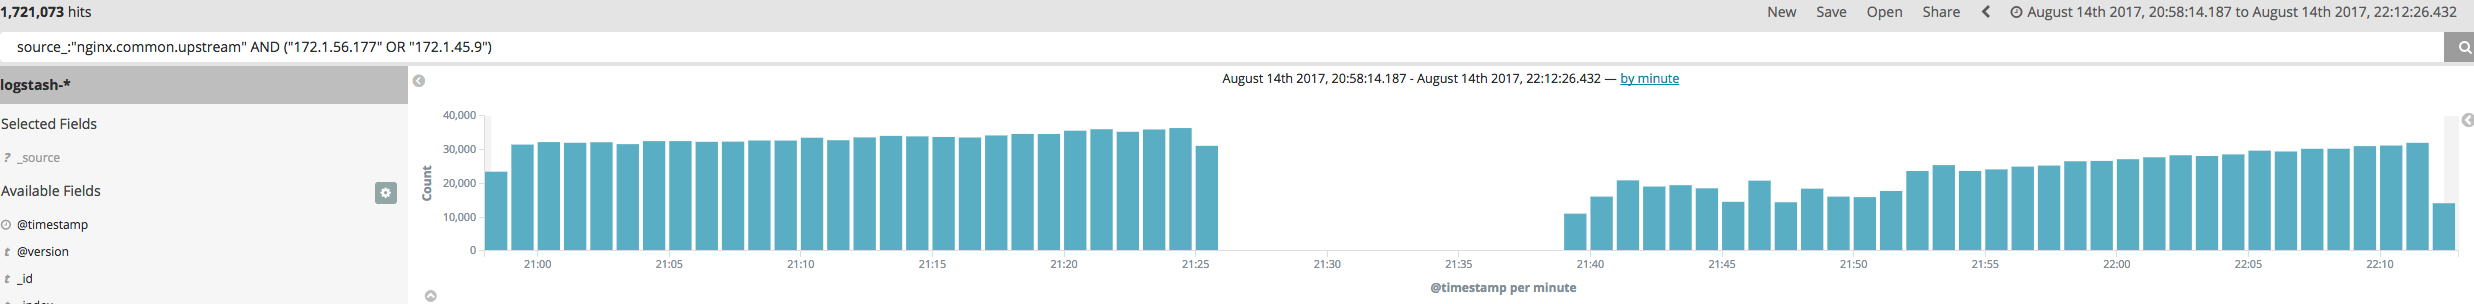 1,721,073 hits
New Save Open Share August 14th 2017, 20:58:14.187 to August 14th 2017, 22:12:26.432
source_:"nginx.common.upstream" AND ("172.1.56.177" OR "172.1.45.9")
logstash-*
August 14th 2017, 20:58:14.187 - August 14th 2017, 22:12:26.432 — by minute
Selected Fields
? _source
Available Fields
@timestamp
t @version
t _id
t _index
Count
40,000
30,000
20,000
10,000
0
21:00 21:05 21:10 21:15 21:20 21:25 21:30 21:35 21:40 21:45 21:50 21:55 22:00 22:05 22:10
@timestamp per minute